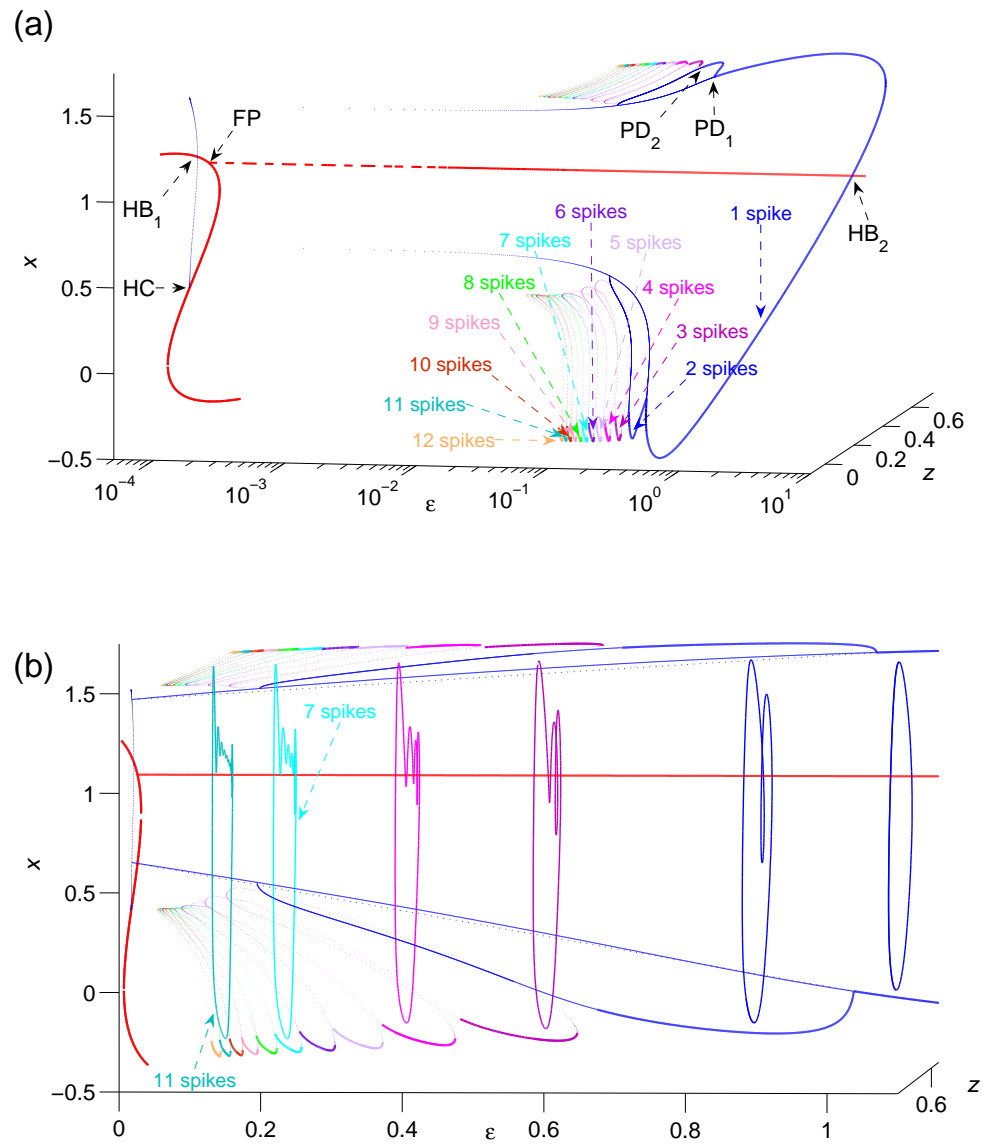 (a)
1.5
1
0.5
0
−0.5
x
FP
HB1
HC
PD2
PD1
HB2
6 spikes
1 spike
7 spikes
5 spikes
8 spikes
4 spikes
9 spikes
3 spikes
10 spikes
2 spikes
11 spikes
12 spikes
0.6
0.4
0.2
0
z
10^-4
10^-3
10^-2
10^-1
10^0
10^1
ε
(b)
1.5
1
0.5
0
−0.5
x
7 spikes
11 spikes
z
0.6
0
0.2
0.4
0.6
0.8
1
ε